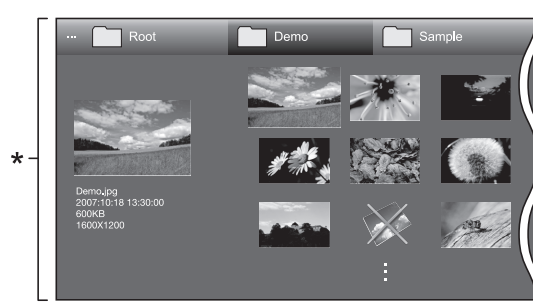 ... Root Demo Sample
*
Demo.jpg
2007:10:18 13:30:00
600KB
1600X1200